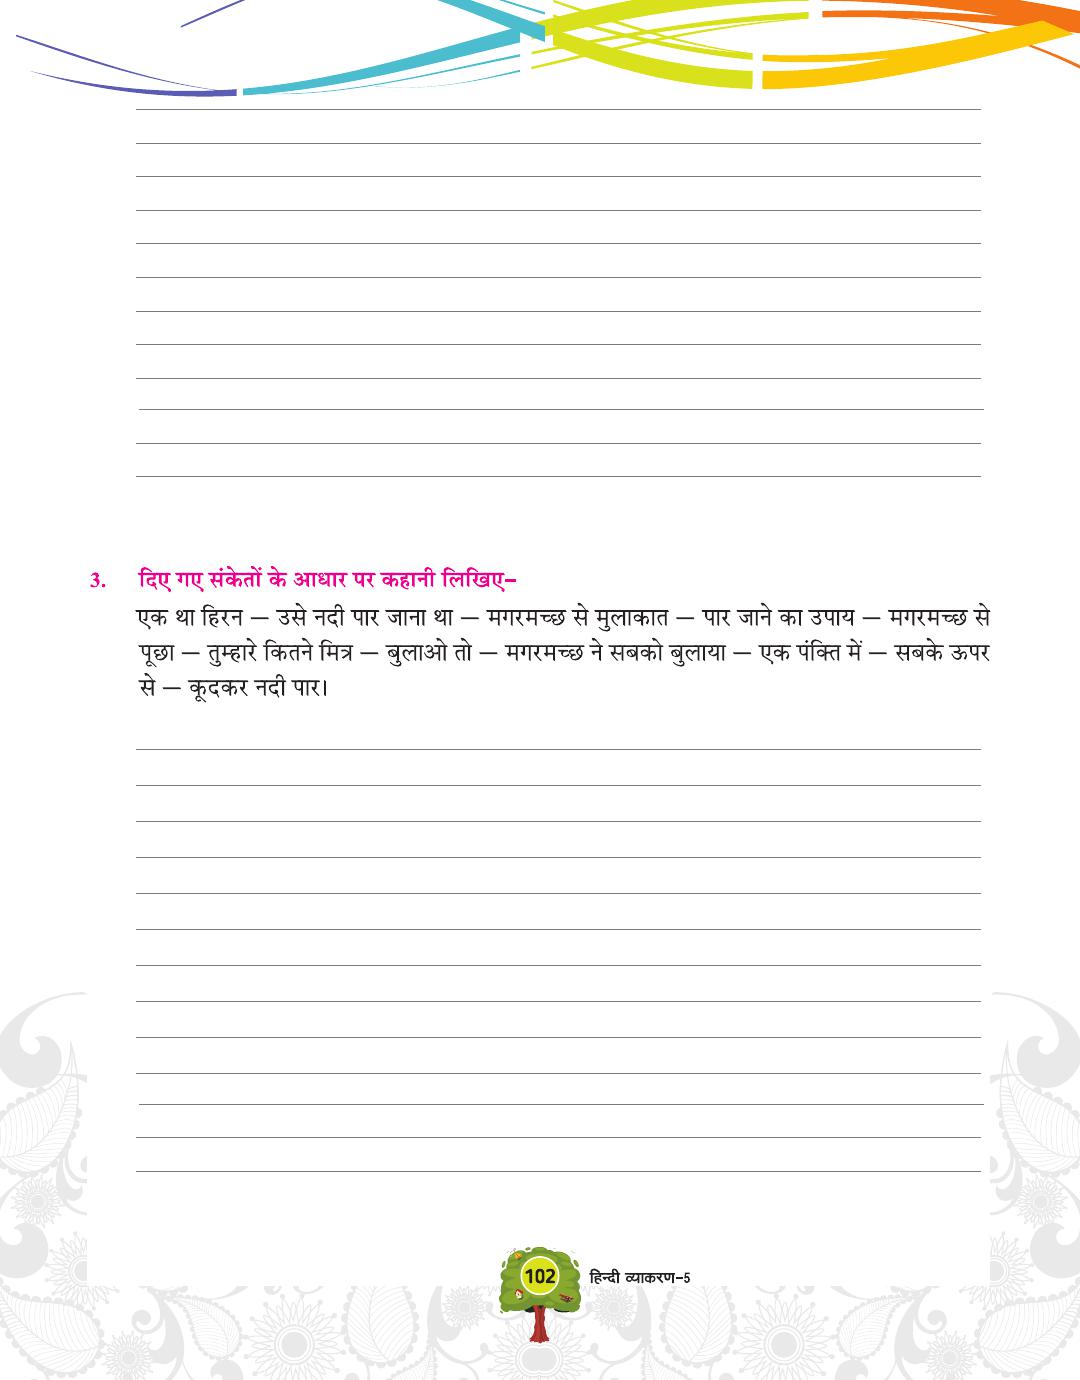 3. दिए गए संकेतों के आधार पर कहानी लिखिए–
एक था हिरन — उसे नदी पार जाना था — मगरमच्छ से मुलाकात — पार जाने का उपाय — मगरमच्छ से
पूछा — तुम्हारे कितने मित्र — बुलाओ तो — मगरमच्छ ने सबको बुलाया — एक पंक्ति में — सबके ऊपर
से — कूदकर नदी पार।
102 हिन्दी व्याकरण–5